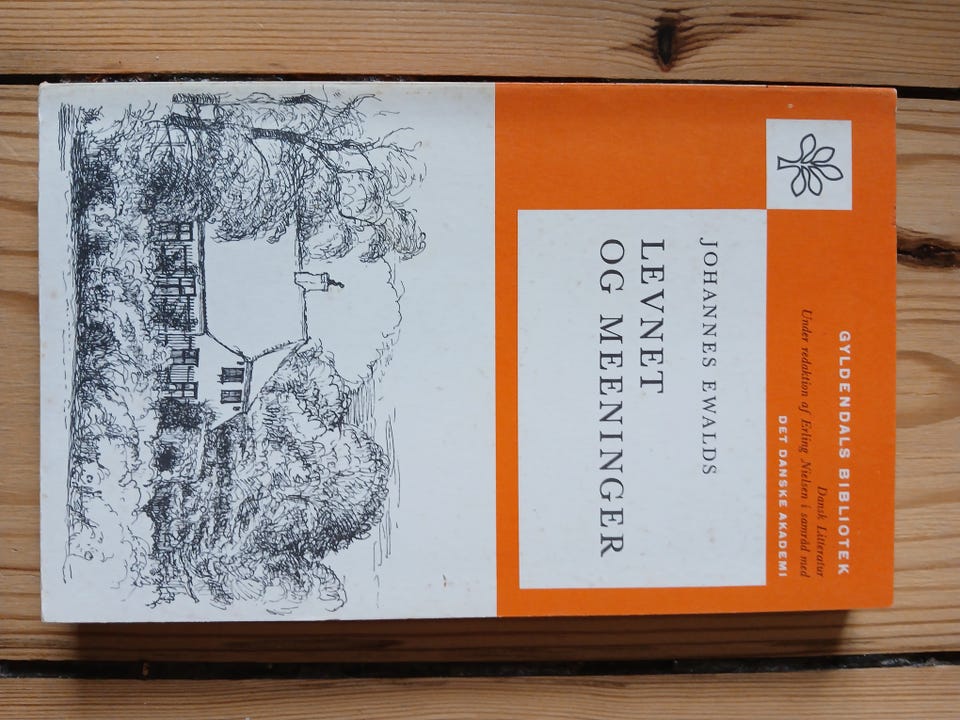 GYLDENDALS BIBLIOTEK
Dansk Litteratur
Under redaktion af Erling Nielsen i samråd med
DET DANSKE AKADEMI
JOHANNES EWALDS
LEVNET
OG MEENINGER